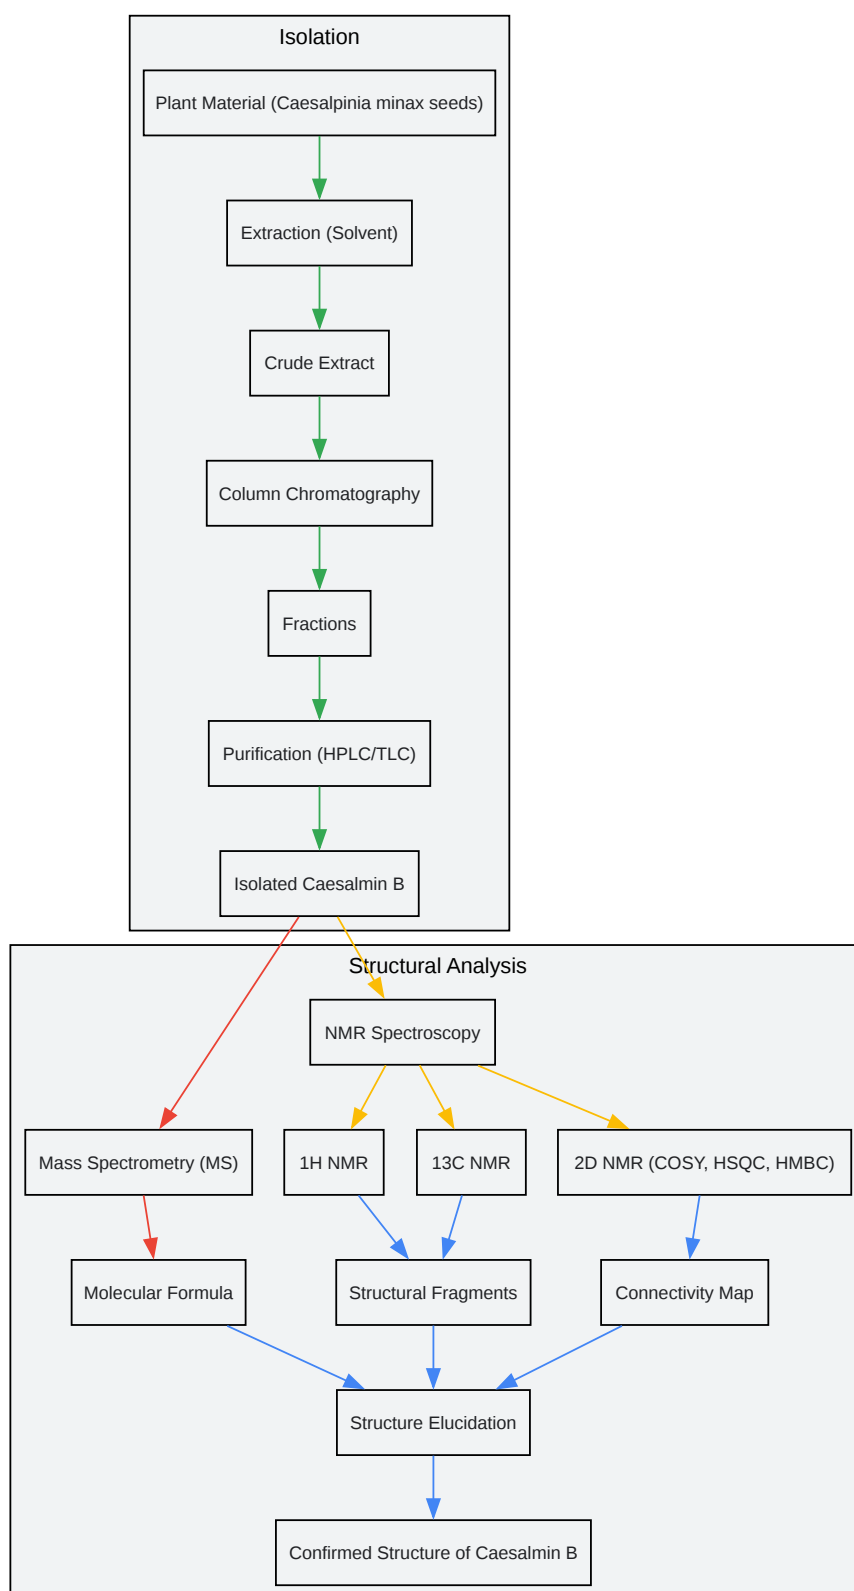 Isolation
Plant Material (Caesalpinia minax seeds)
Extraction (Solvent)
Crude Extract
Column Chromatography
Fractions
Purification (HPLC/TLC)
Isolated Caesalmin B
Structural Analysis
NMR Spectroscopy
Mass Spectrometry (MS)
1H NMR
13C NMR
2D NMR (COSY, HSQC, HMBC)
Molecular Formula
Structural Fragments
Connectivity Map
Structure Elucidation
Confirmed Structure of Caesalmin B